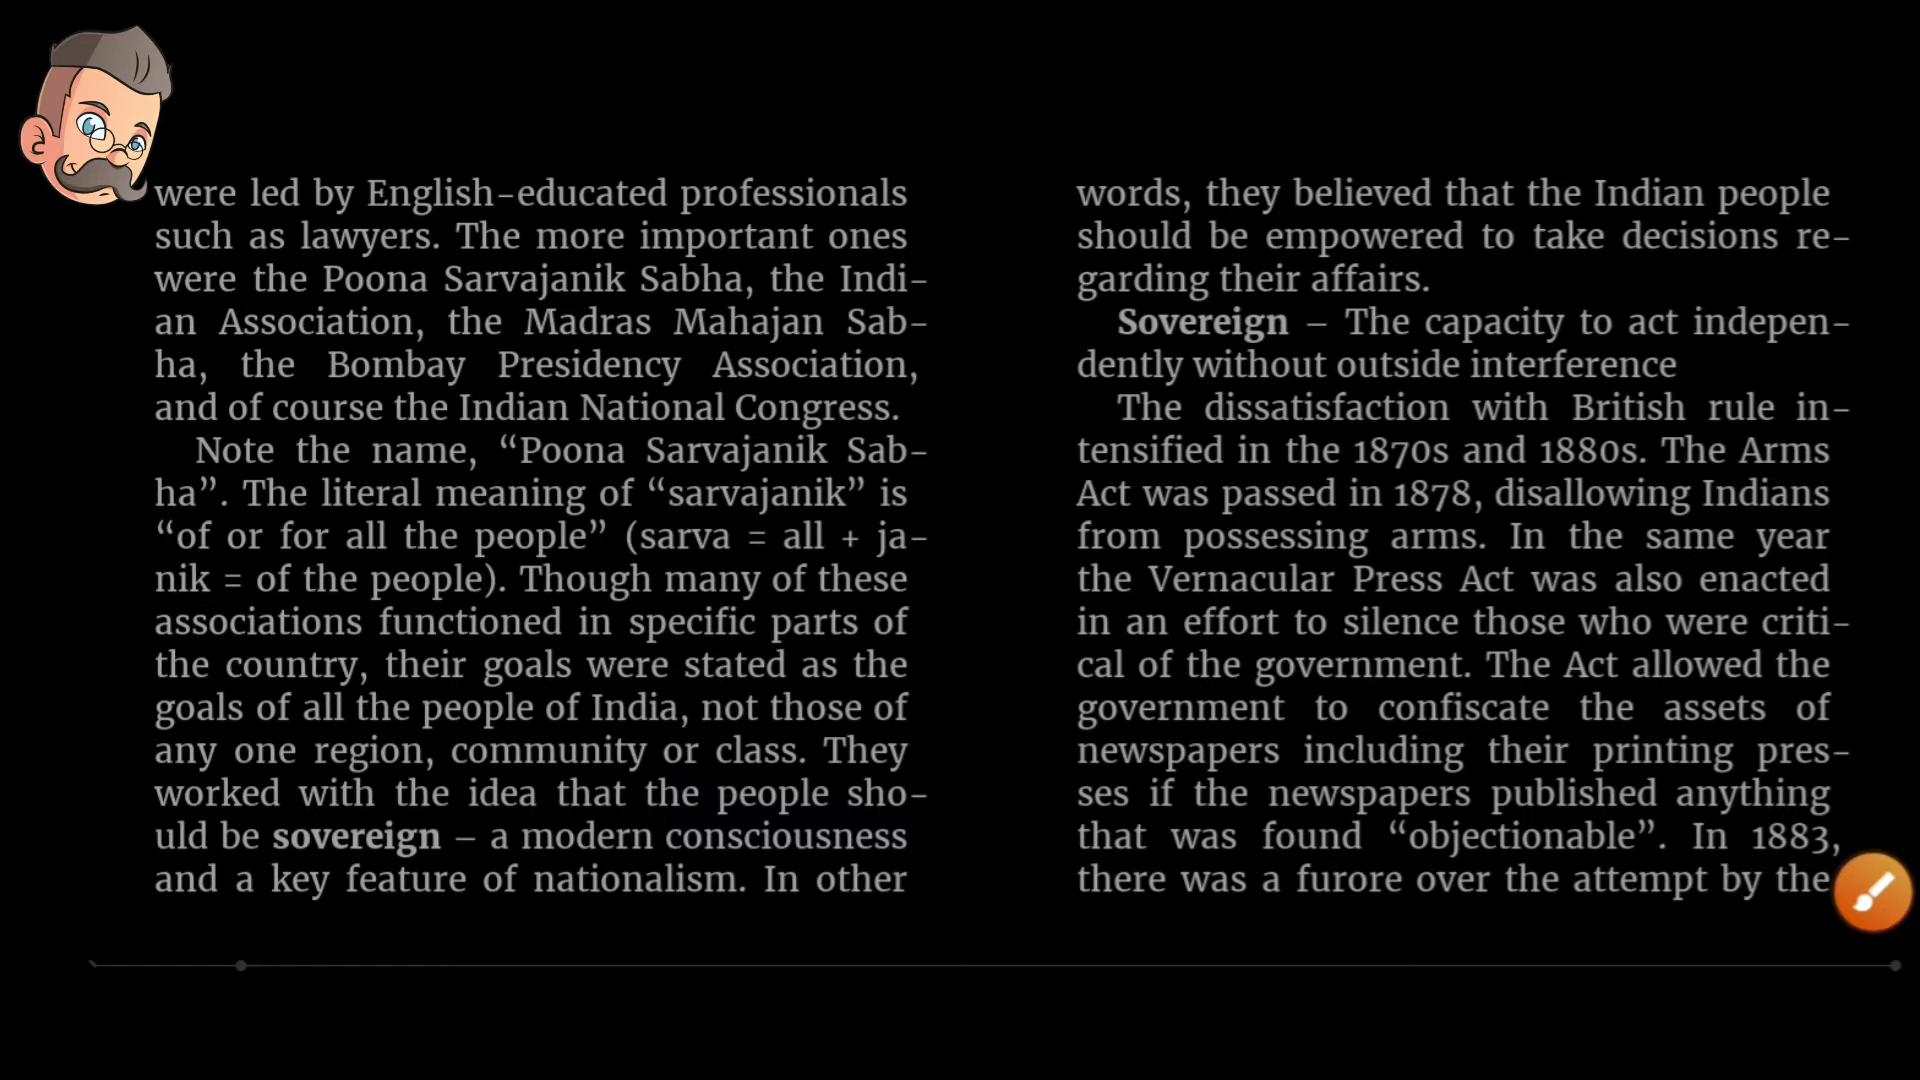 were led by English-educated professionals
such as lawyers. The more important ones
were the Poona Sarvajanik Sabha, the Indi-
an Association, the Madras Mahajan Sab-
ha, the Bombay Presidency Association,
and of course the Indian National Congress.
Note the name, “Poona Sarvajanik Sab-
ha”. The literal meaning of “sarvajanik” is
“of or for all the people” (sarva = all + ja-
nik = of the people). Though many of these
associations functioned in specific parts of
the country, their goals were stated as the
goals of all the people of India, not those of
any one region, community or class. They
worked with the idea that the people sho-
uld be sovereign – a modern consciousness
and a key feature of nationalism. In other
words, they believed that the Indian people
should be empowered to take decisions re-
garding their affairs.
Sovereign – The capacity to act indepen-
dently without outside interference
The dissatisfaction with British rule in-
tensified in the 1870s and 1880s. The Arms
Act was passed in 1878, disallowing Indians
from possessing arms. In the same year
the Vernacular Press Act was also enacted
in an effort to silence those who were criti-
cal of the government. The Act allowed the
government to confiscate the assets of
newspapers including their printing pres-
ses if the newspapers published anything
that was found “objectionable”. In 1883,
there was a furore over the attempt by the